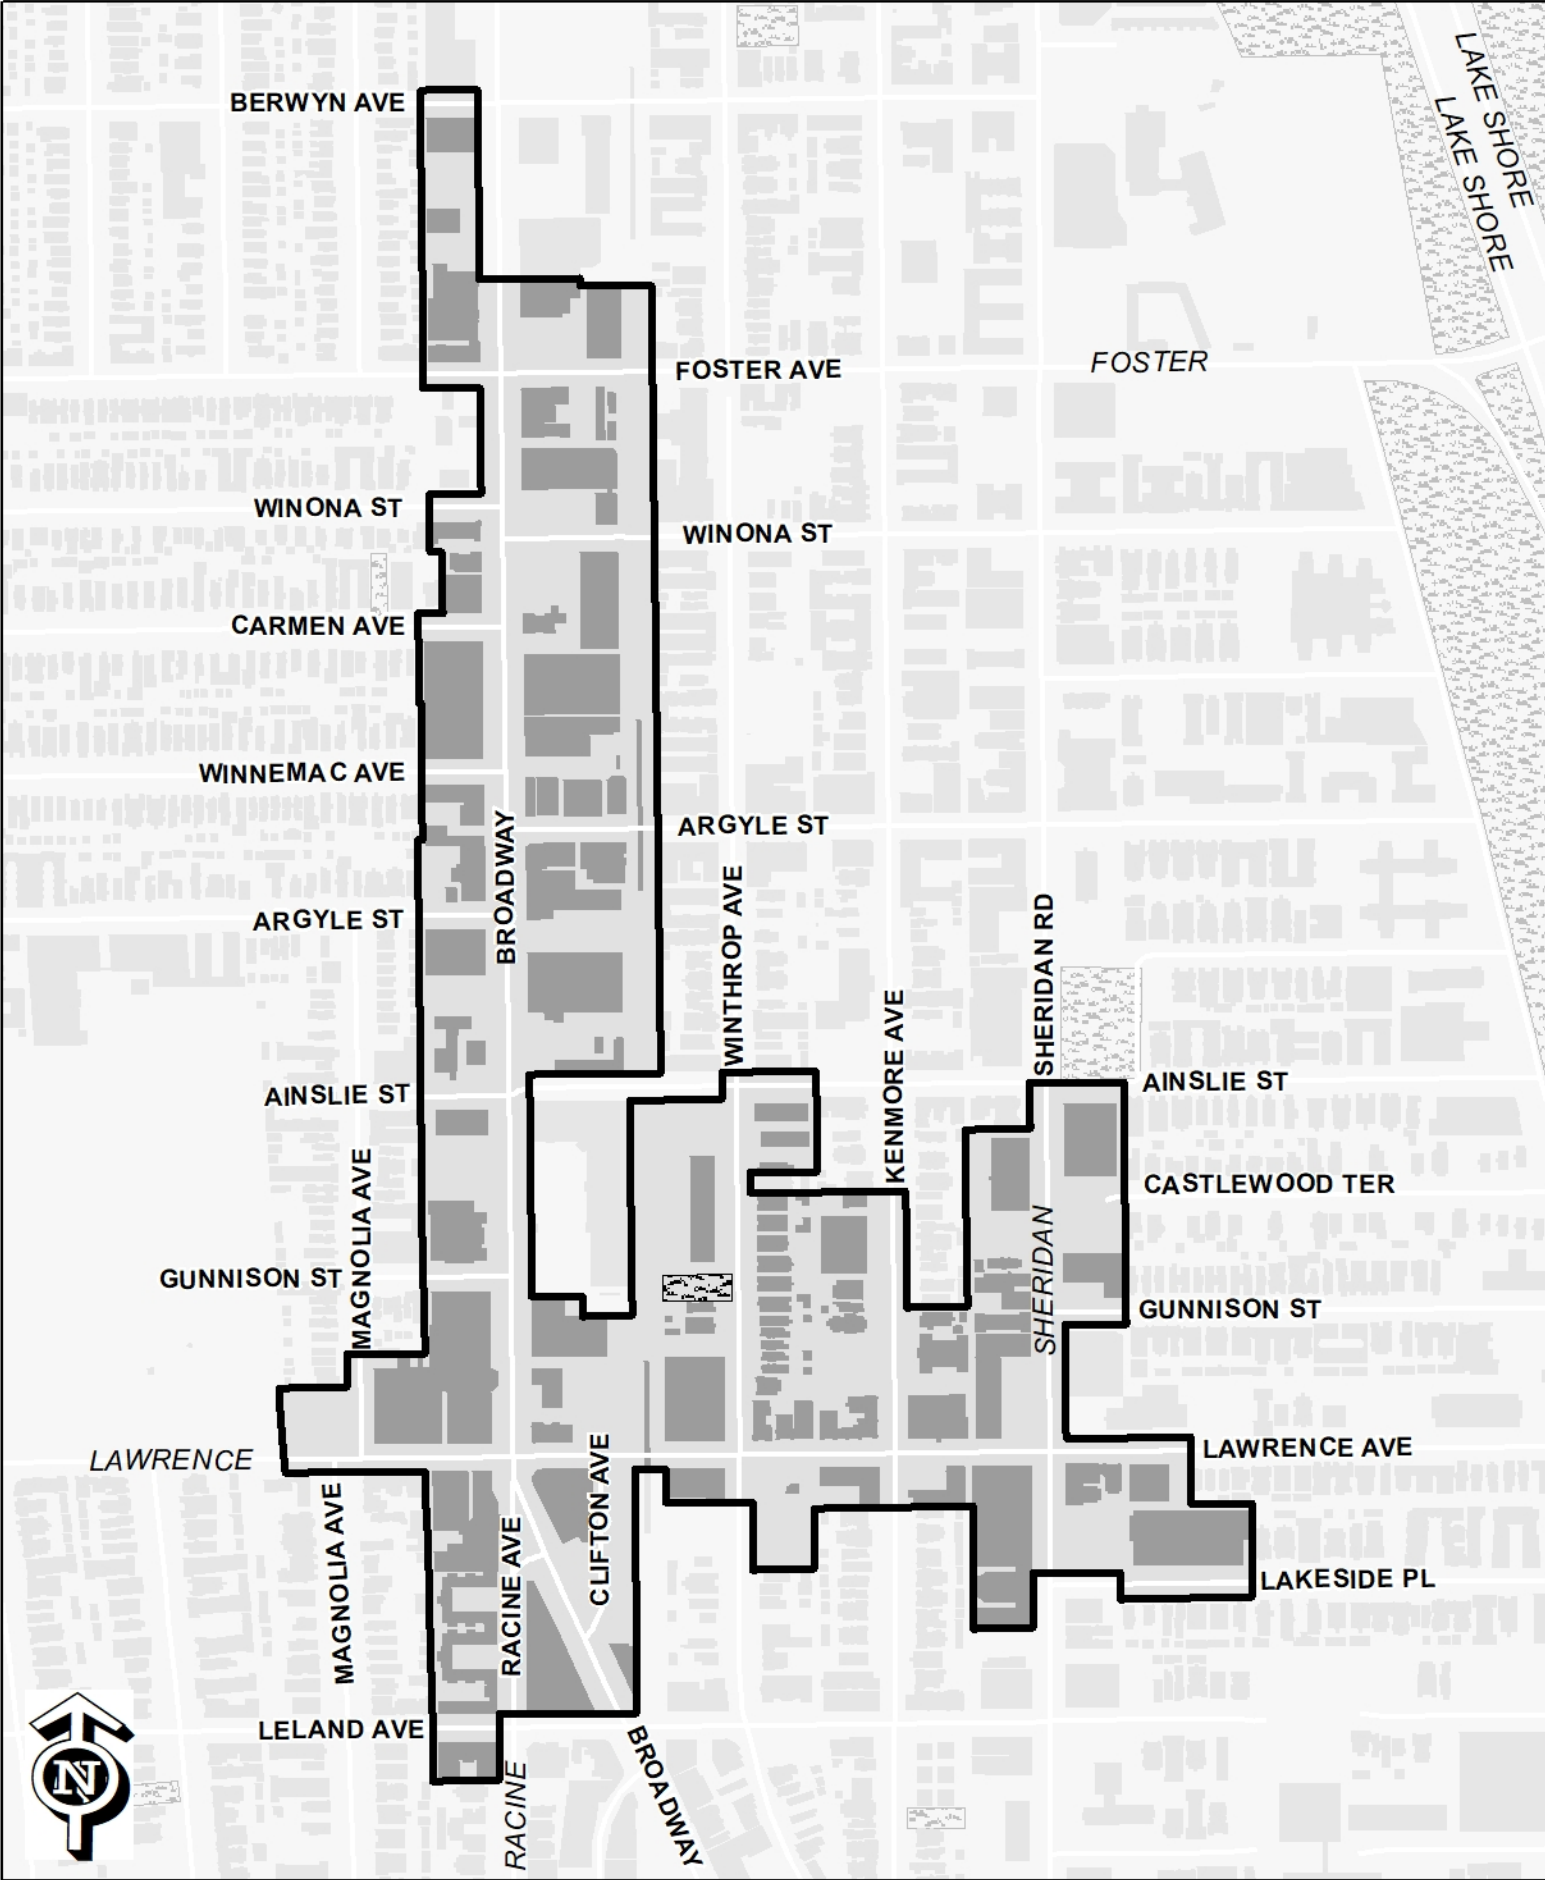 LAKE SHORE
LAKE SHORE
BERWYN AVE
FOSTER AVE
FOSTER
WINONA ST
WINONA ST
CARMEN AVE
WINNEMAC AVE
ARGYLE ST
BROADWAY
ARGYLE ST
WINTHROP AVE
SHERIDAN RD
KENMORE AVE
AINSLIE ST
AINSLIE ST
CASTLEWOOD TER
MAGNOLIA AVE
SHERIDAN
GUNNISON ST
GUNNISON ST
LAWRENCE
LAWRENCE AVE
CLIFTON AVE
MAGNOLIA AVE
RACINE AVE
LAKESIDE PL
LELAND AVE
BROADWAY
RACINE
N